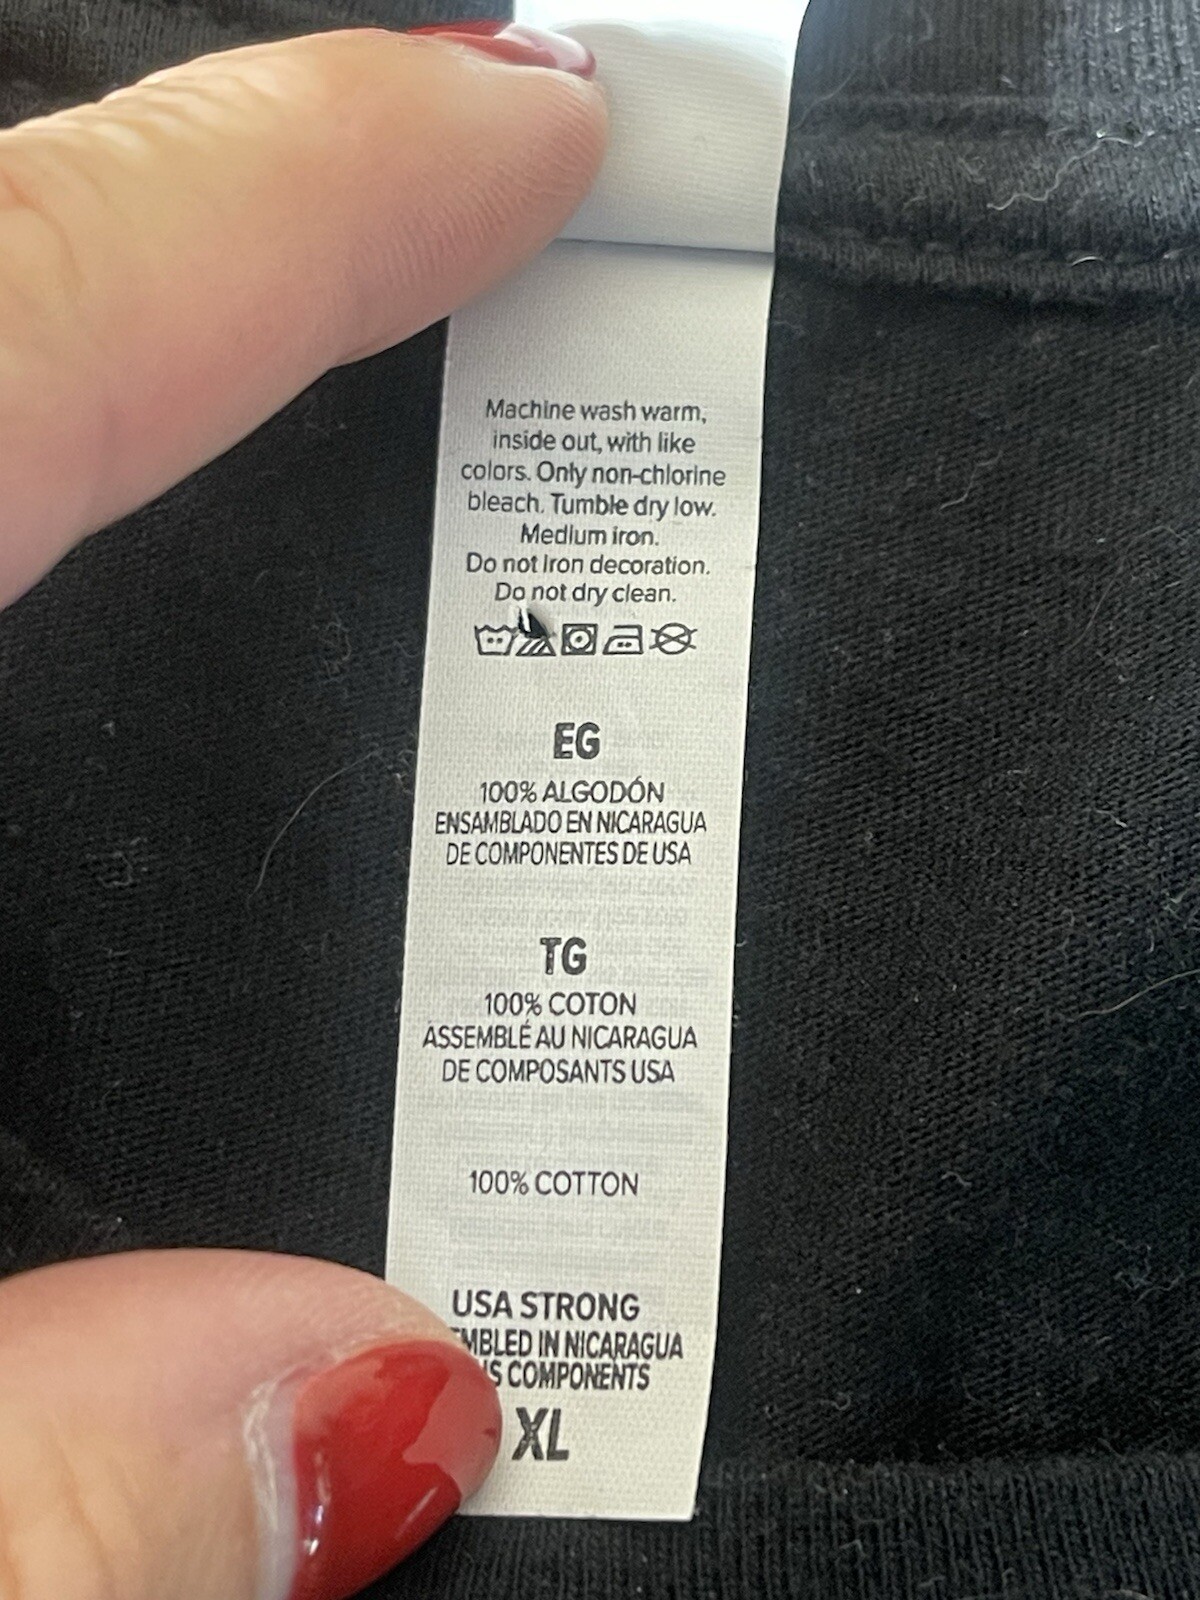 Machine wash warm,
inside out, with like
colors. Only non-chlorine
bleach. Tumble dry low.
Medium iron.
Do not iron decoration.
Do not dry clean.
EG
100% ALGODÓN
ENSAMBLADO EN NICARAGUA
DE COMPONENTES DE USA
TG
100% COTON
ASSEMBLÉ AU NICARAGUA
DE COMPOSANTS USA
100% COTTON
USA STRONG
IN NICARAGUA
COMPONENTS
XL